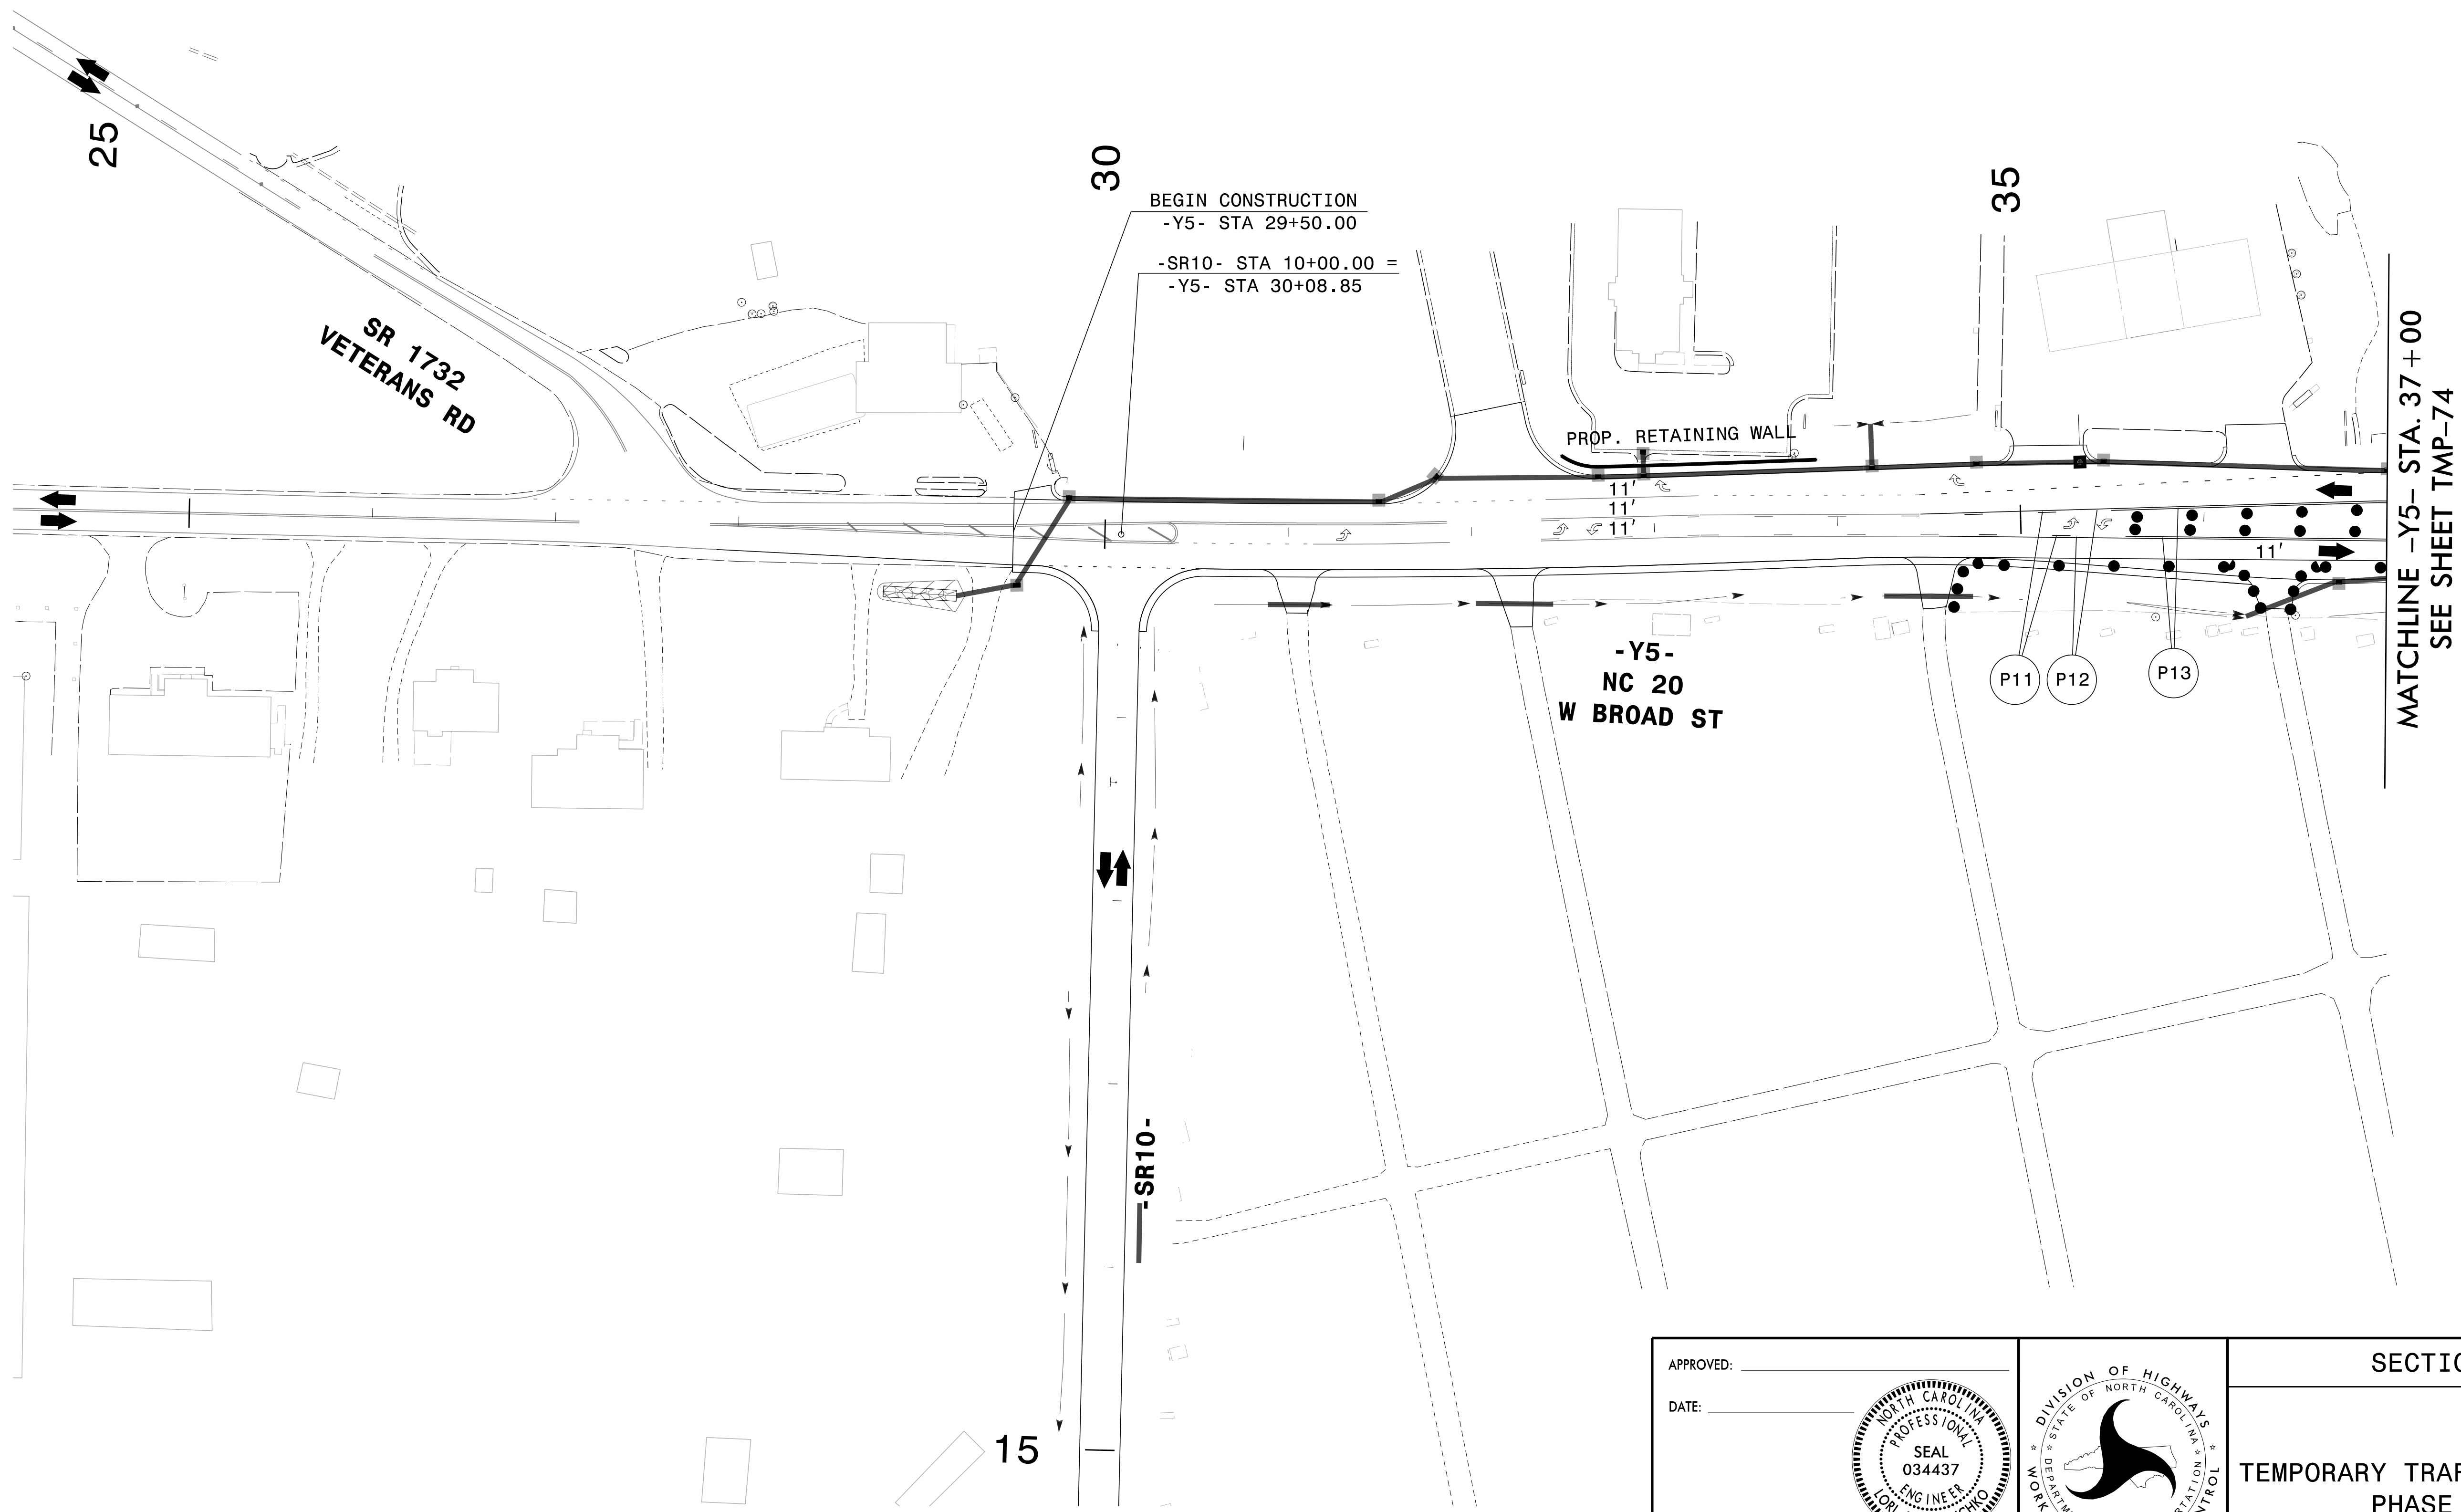 25
30
35
BEGIN CONSTRUCTION
-Y5- STA 29+50.00
-SR10- STA 10+00.00 =
-Y5- STA 30+08.85
SR 1732
VETERANS RD
PROP. RETAINING WALL
11'
11'
11'
11'
MATCHLINE -Y5- STA. 37+00
SEE SHEET TMP-74
-Y5-
NC 20
W BROAD ST
P11
P12
P13
-SR10-
15
APPROVED:
DATE:
NORTH CAROLINA
PROFESSIONAL
SEAL
034437
ENGINEER
DIVISION OF HIGHWAYS
STATE OF NORTH CAROLINA
TEMPORARY
PHASE